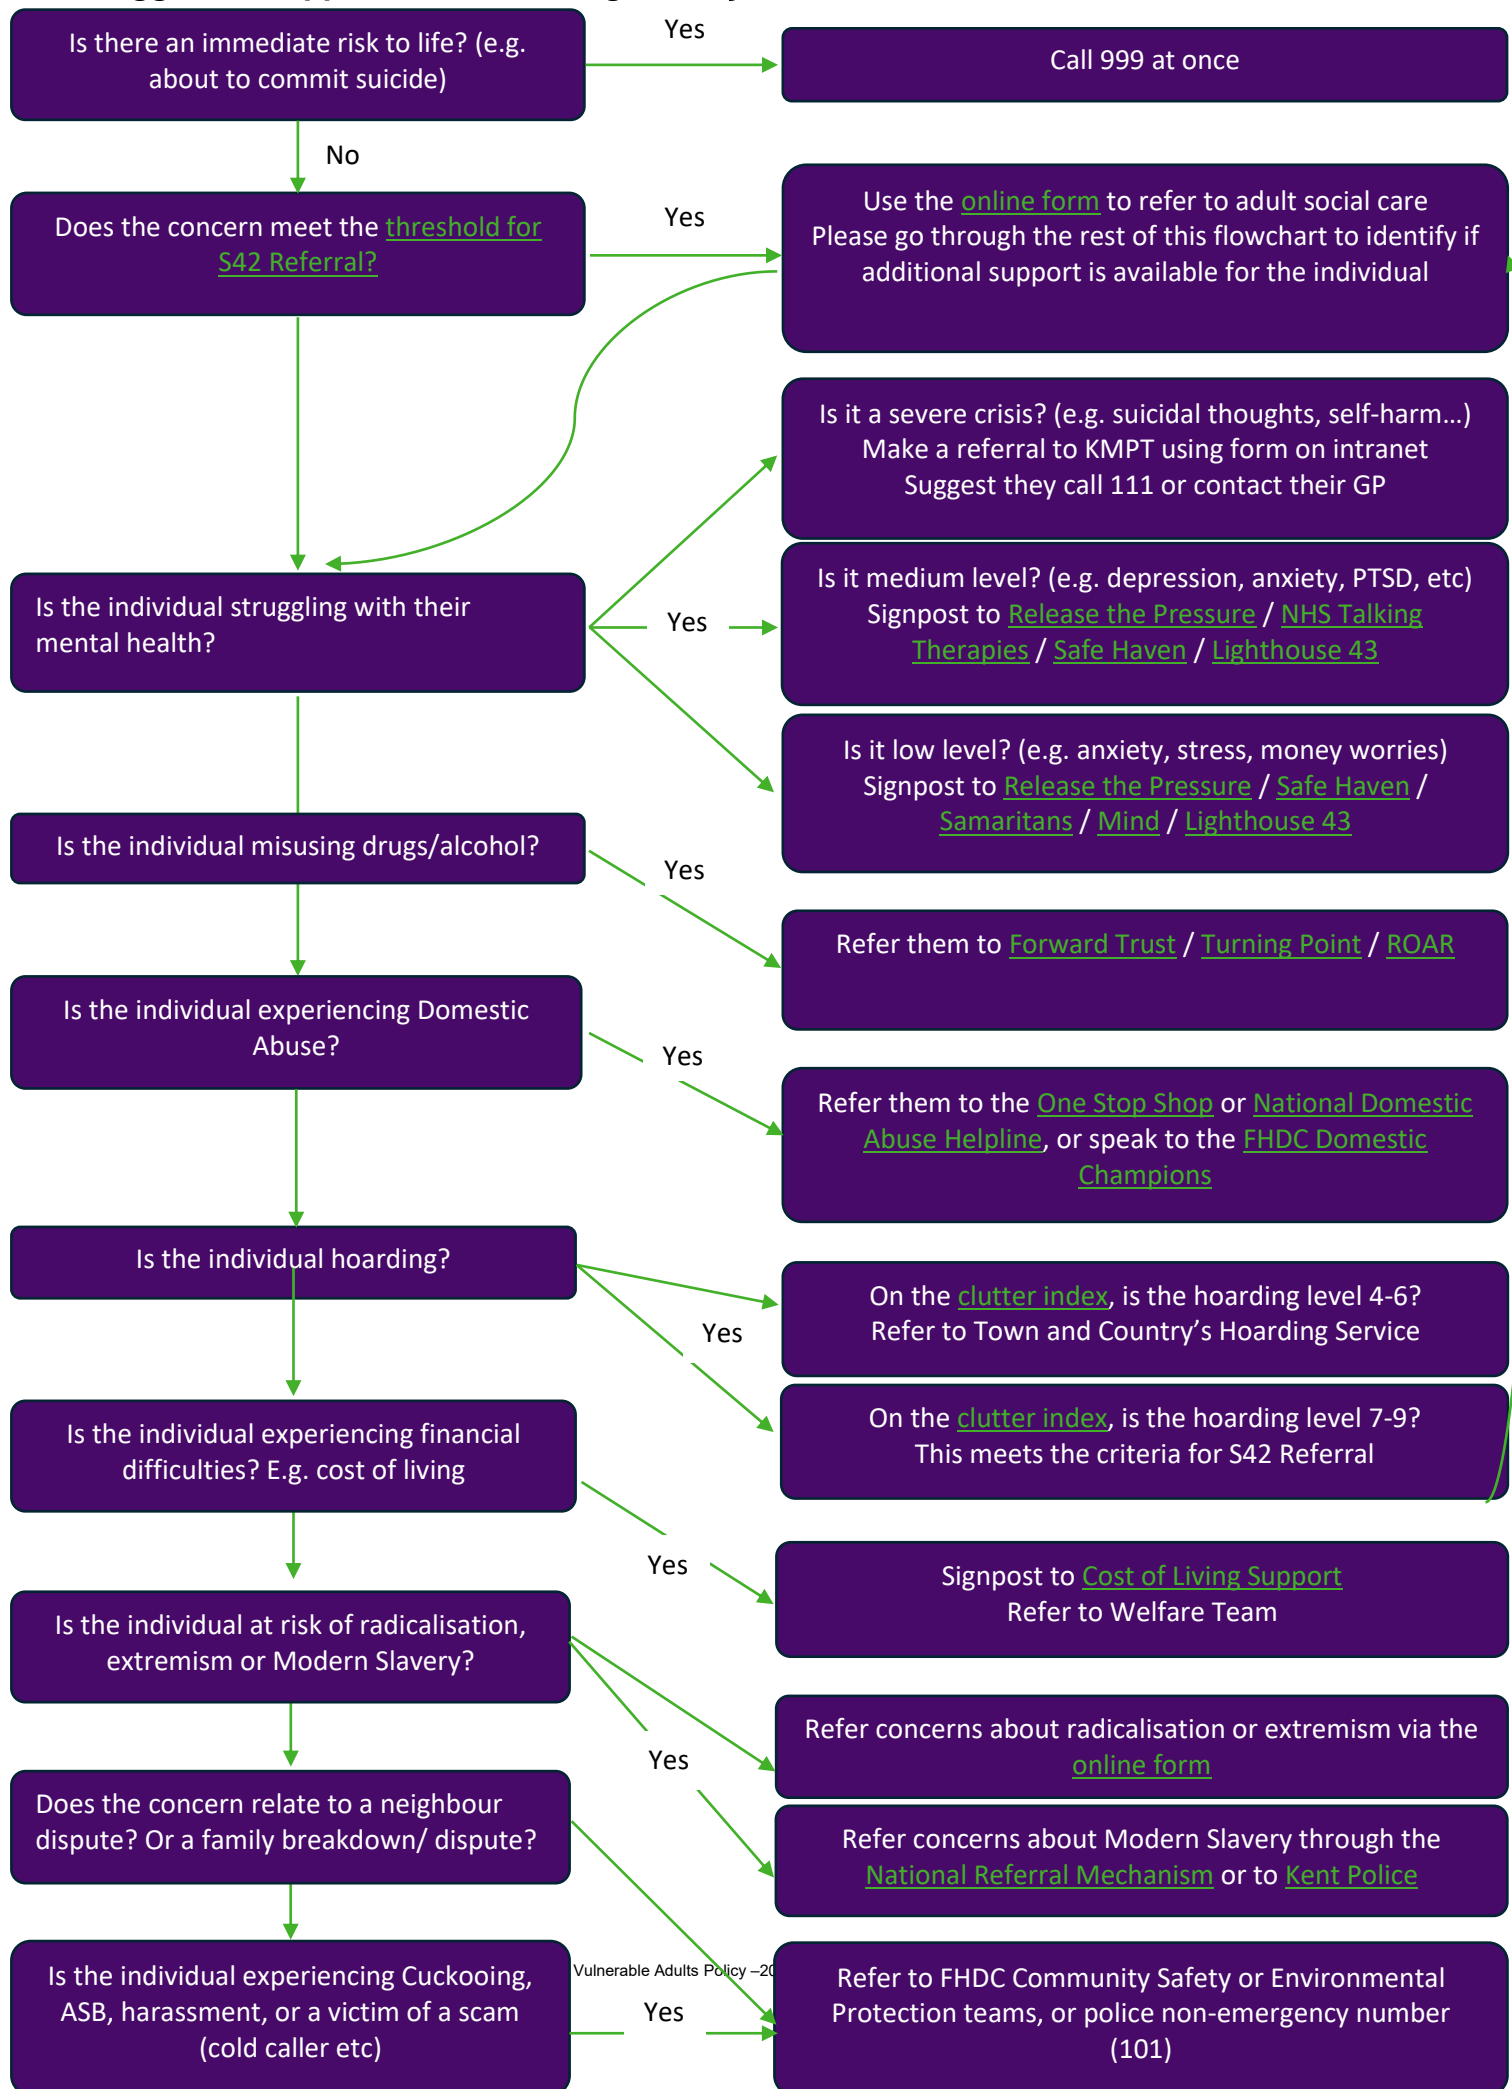 Is there an immediate risk to life? (e.g.
about to commit suicide)
Yes
Call 999 at once
No
Does the concern meet the threshold for
S42 Referral?
Yes
Use the online form to refer to adult social care
Please go through the rest of this flowchart to identify if
additional support is available for the individual
Is it a severe crisis? (e.g. suicidal thoughts, self-harm…)
Make a referral to KMPT using form on intranet
Suggest they call 111 or contact their GP
Is the individual struggling with their
mental health?
Yes
Is it medium level? (e.g. depression, anxiety, PTSD, etc)
Signpost to Release the Pressure / NHS Talking
Therapies / Safe Haven / Lighthouse 43
Is it low level? (e.g. anxiety, stress, money worries)
Signpost to Release the Pressure / Safe Haven /
Samaritans / Mind / Lighthouse 43
Is the individual misusing drugs/alcohol?
Yes
Refer them to Forward Trust / Turning Point / ROAR
Is the individual experiencing Domestic
Abuse?
Yes
Refer them to the One Stop Shop or National Domestic
Abuse Helpline, or speak to the FHDC Domestic
Champions
Is the individual hoarding?
Yes
On the clutter index, is the hoarding level 4-6?
Refer to Town and Country’s Hoarding Service
On the clutter index, is the hoarding level 7-9?
This meets the criteria for S42 Referral
Is the individual experiencing financial
difficulties? E.g. cost of living
Yes
Signpost to Cost of Living Support
Refer to Welfare Team
Is the individual at risk of radicalisation,
extremism or Modern Slavery?
Yes
Refer concerns about radicalisation or extremism via the
online form
Refer concerns about Modern Slavery through the
National Referral Mechanism or to Kent Police
Does the concern relate to a neighbour
dispute? Or a family breakdown/ dispute?
Is the individual experiencing Cuckooing,
ASB, harassment, or a victim of a scam
(cold caller etc)
Vulnerable Adults Policy –20
Yes
Refer to FHDC Community Safety or Environmental
Protection teams, or police non-emergency number
(101)